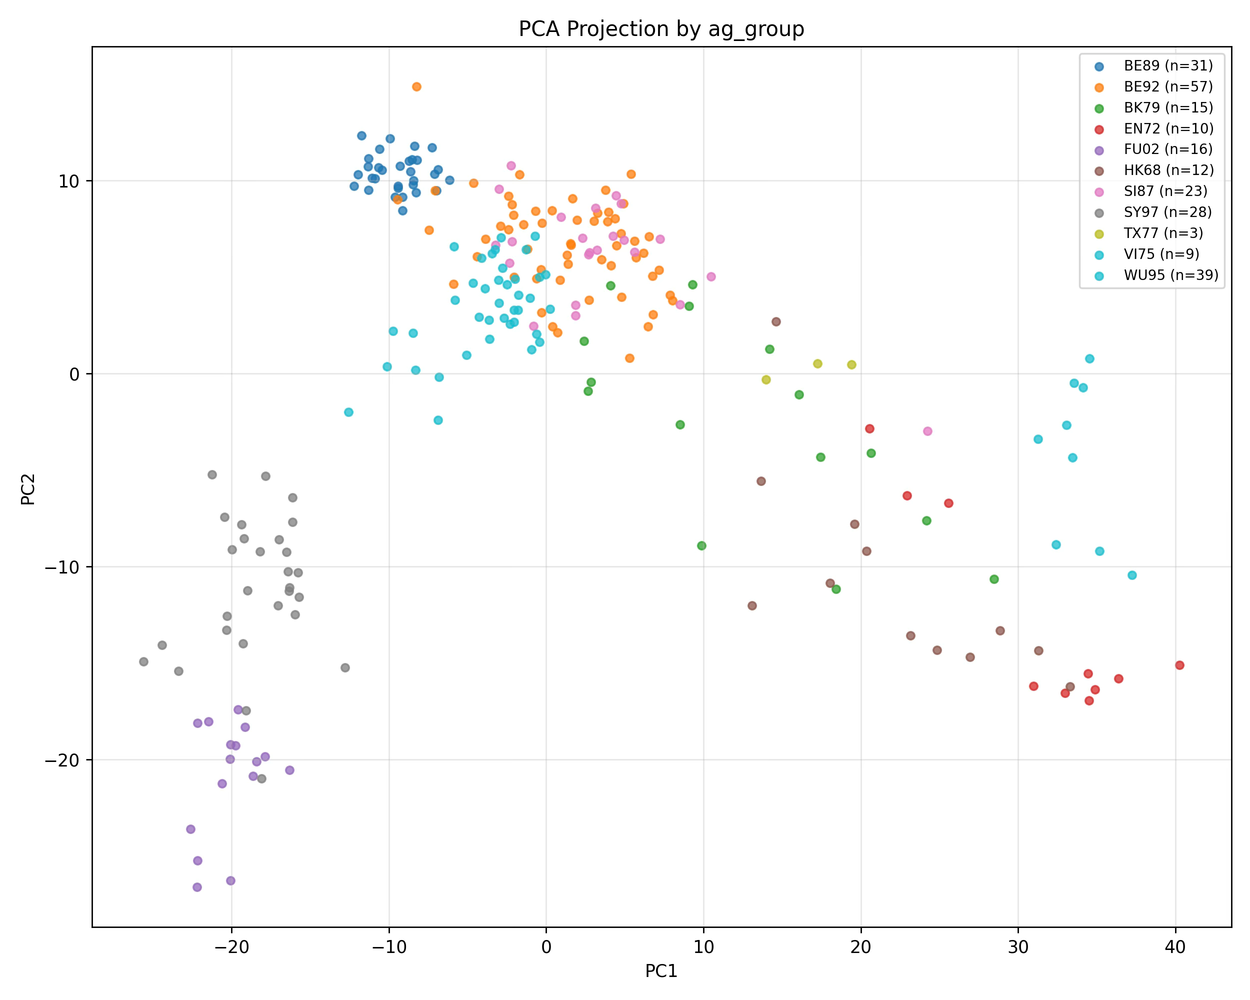 PCA Projection by ag_group
BE89 (n=31)
BE92 (n=57)
BK79 (n=15)
EN72 (n=10)
FU02 (n=16)
HK68 (n=12)
SI87 (n=23)
SY97 (n=28)
TX77 (n=3)
VI75 (n=9)
WU95 (n=39)
10
0
−10
−20
PC2
−20
−10
0
10
20
30
40
PC1